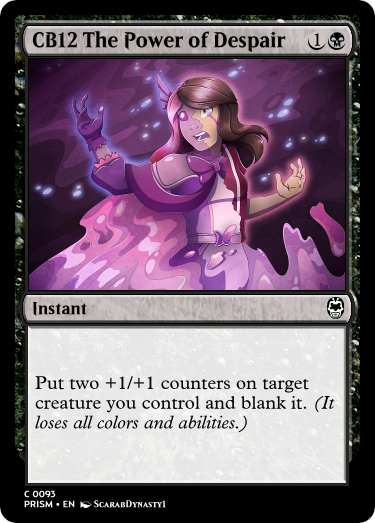 CB12 The Power of Despair 1
Instant
Put two +1/+1 counters on target
creature you control and blank it. (It
loses all colors and abilities.)
C 0093
PRISM • EN ScarabDynasty1